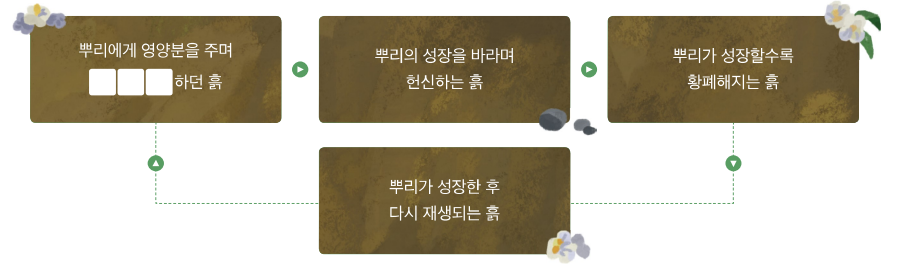 뿌리에게 영양분을 주며
하던 흙
뿌리의 성장을 바라며
헌신하는 흙
뿌리가 성장할수록
황폐해지는 흙
뿌리가 성장한 후
다시 재생되는 흙